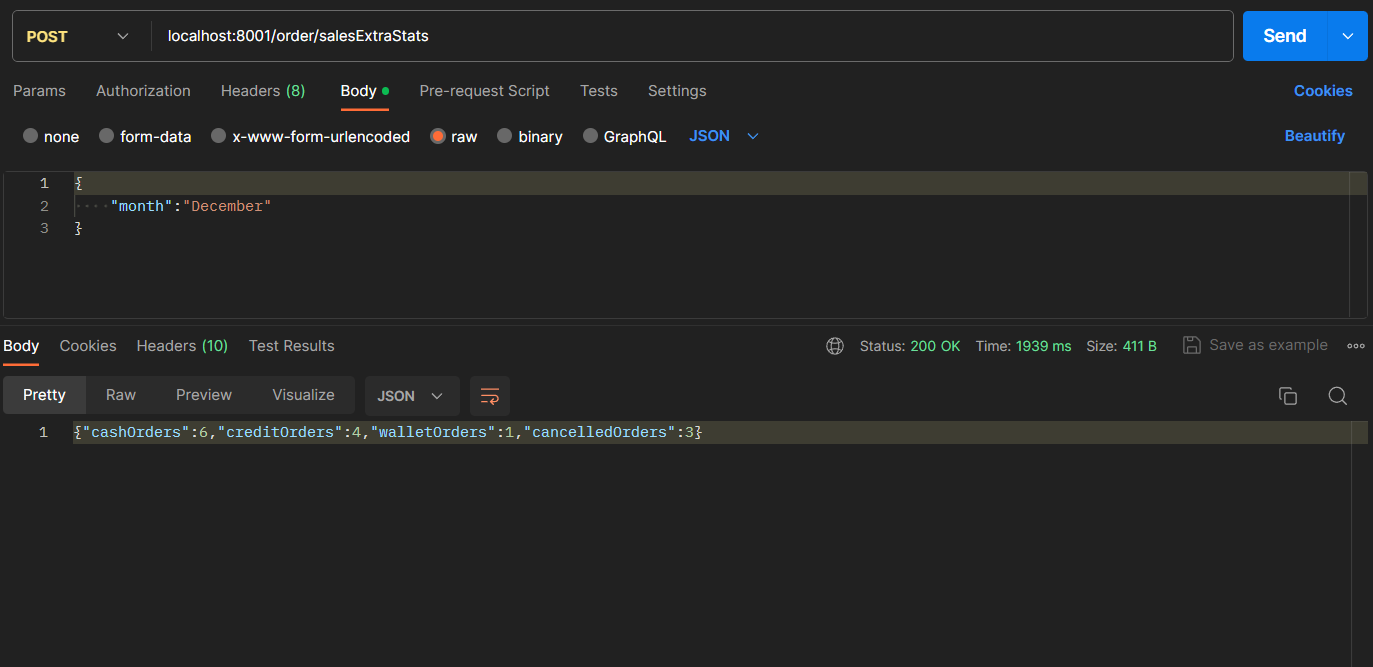 POST localhost:8001/order/salesExtraStats Send
Params Authorization Headers (8) Body Pre-request Script Tests Settings Cookies
none form-data x-www-form-urlencoded raw binary GraphQL JSON Beautify
1 {
2 "month":"December"
3 }
Body Cookies Headers (10) Test Results Status: 200 OK Time: 1939 ms Size: 411 B Save as example
Pretty Raw Preview Visualize JSON
1 {"cashOrders":6,"creditOrders":4,"walletOrders":1,"cancelledOrders":3}